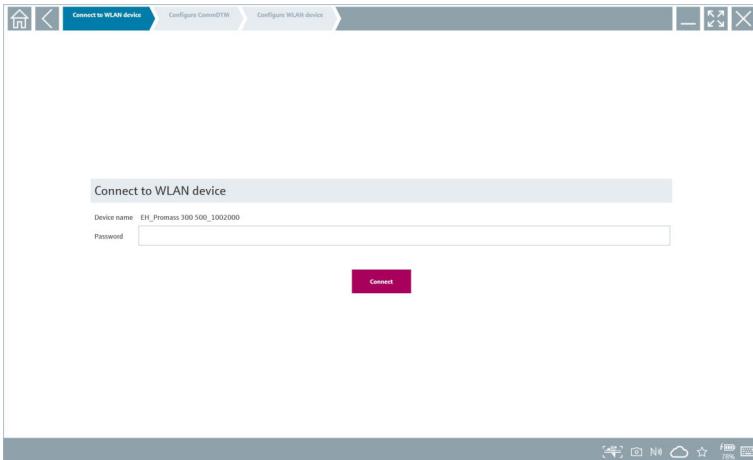 Connect to WLAN device
Configure CommDTM
Configure WLAN device
Connect to WLAN device
Device name EH_Promass 300 500_1002000
Password
Connect
78%